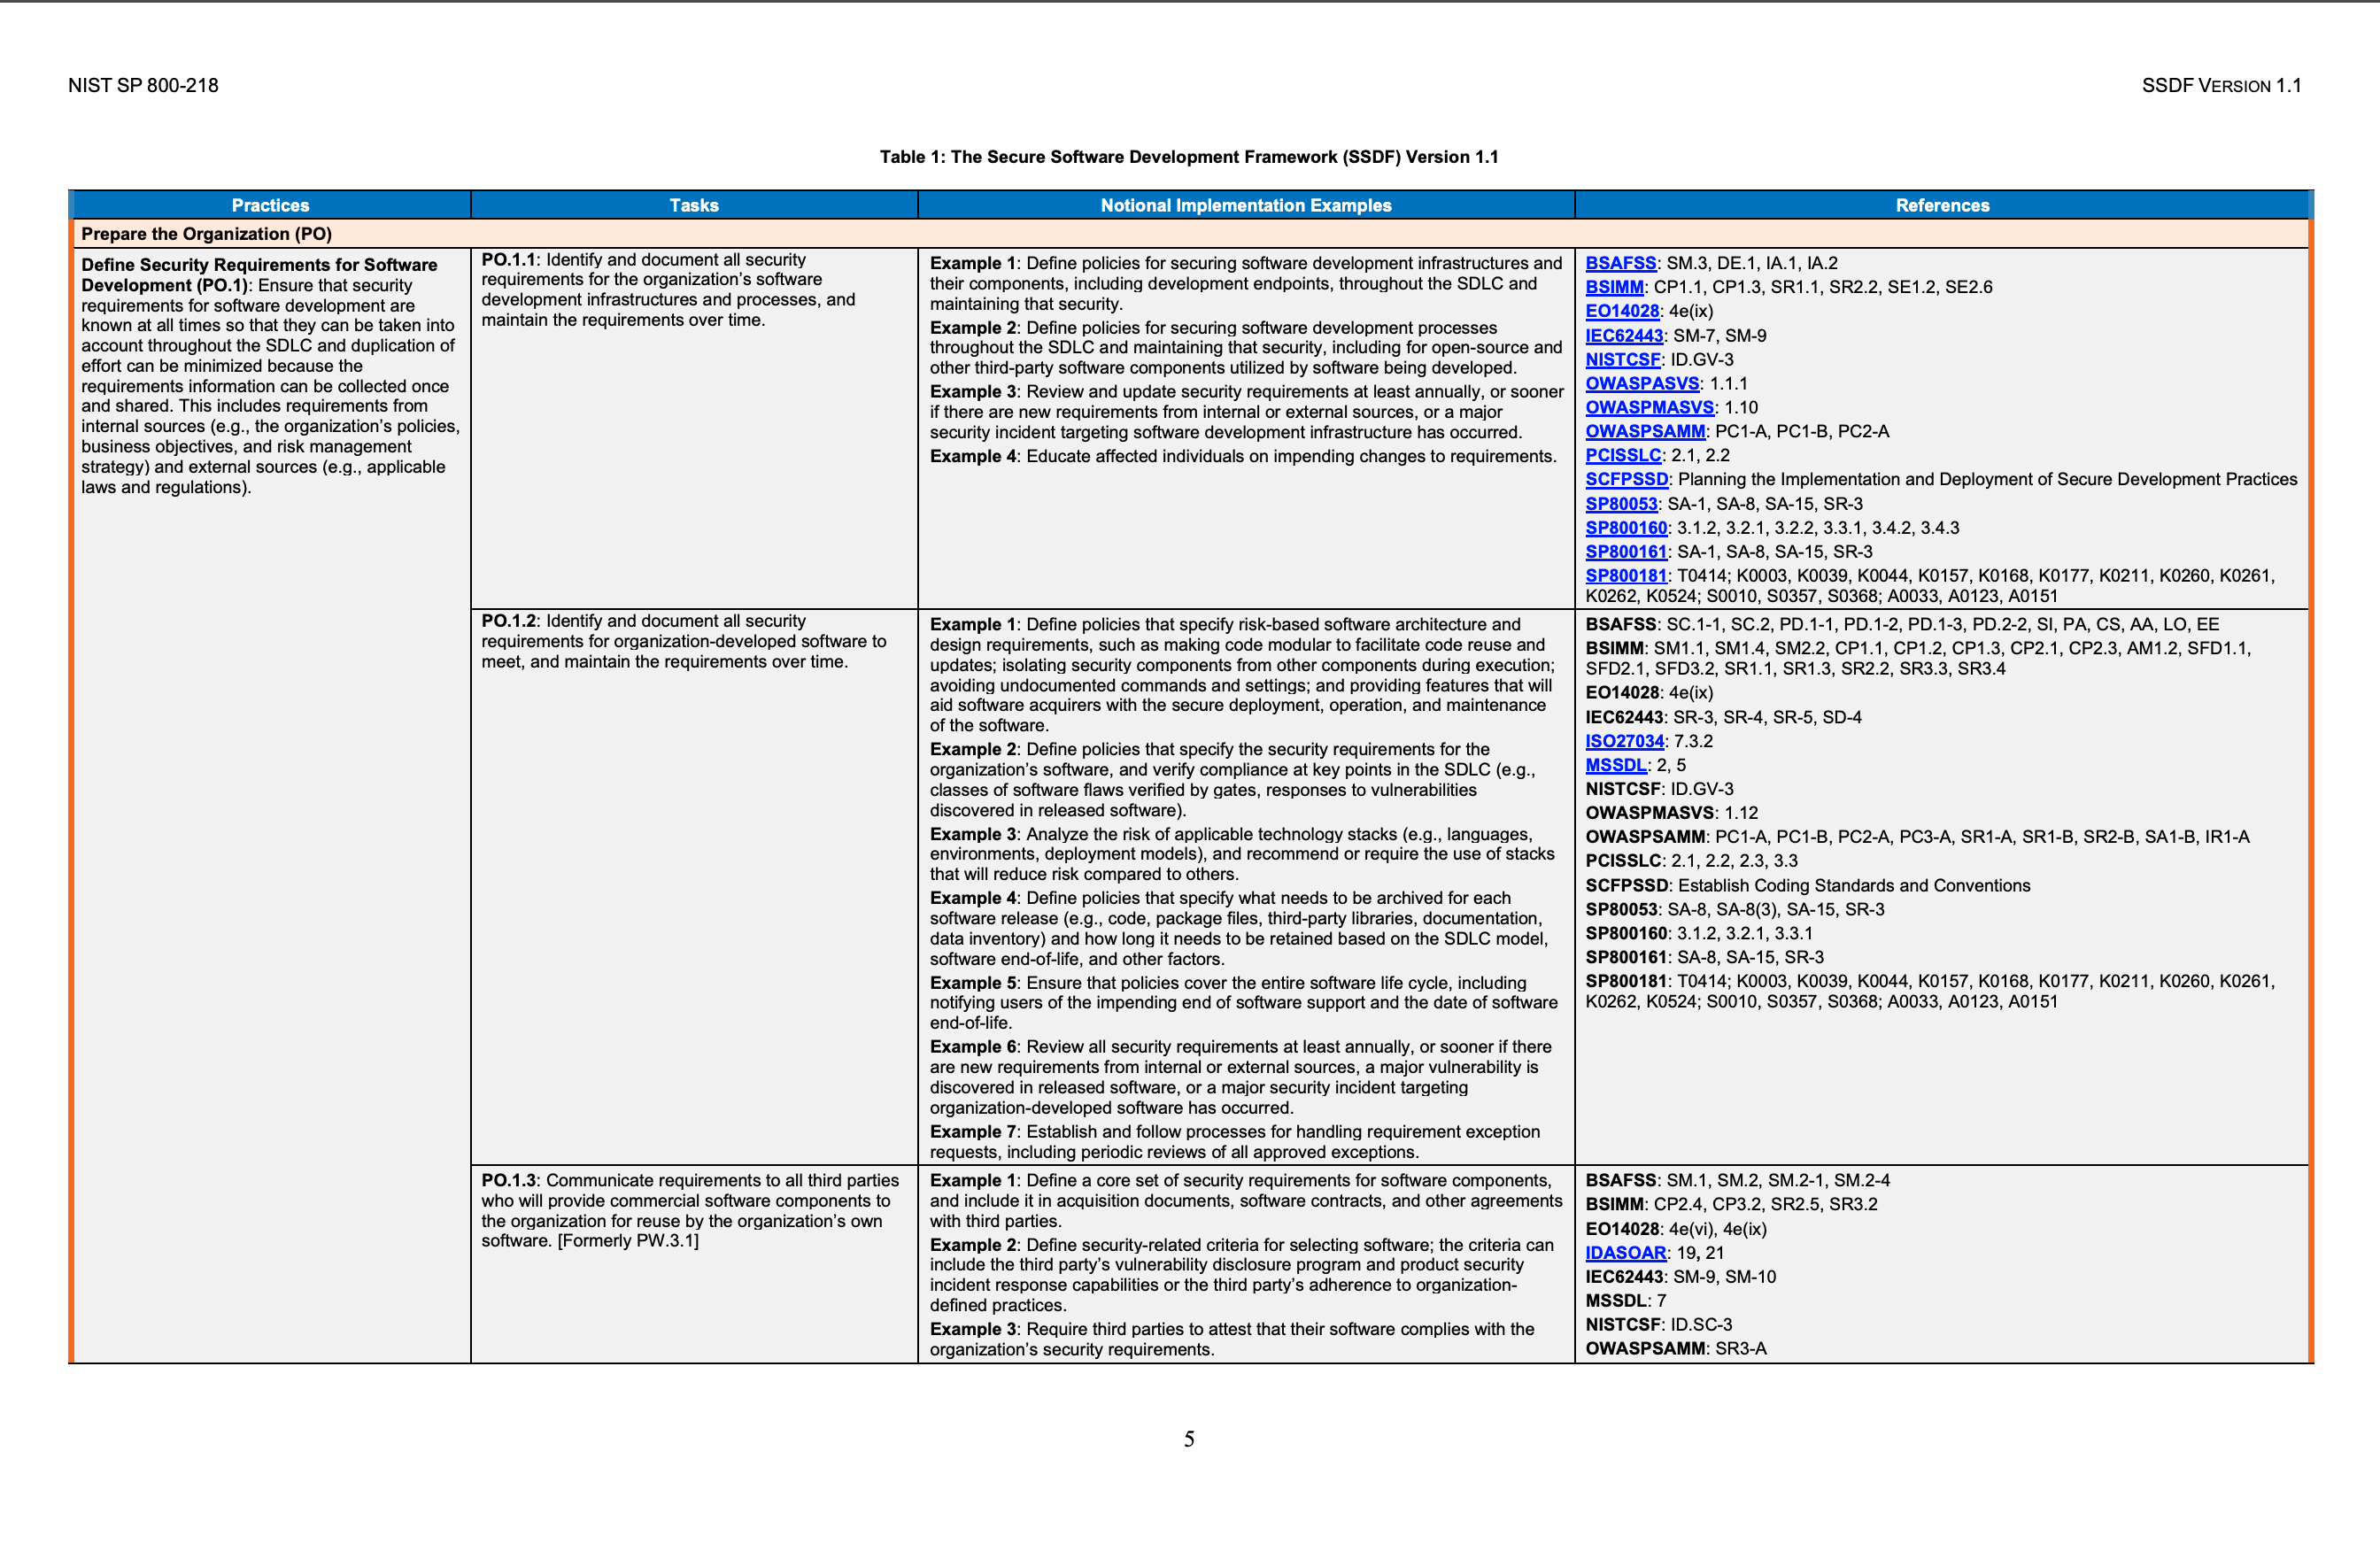 NIST SP 800-218
SSDF VERSION 1.1
Table 1: The Secure Software Development Framework (SSDF) Version 1.1
Practices
Tasks
Notional Implementation Examples
References
Prepare the Organization (PO)
Define Security Requirements for Software
Development (PO.1): Ensure that security
requirements for software development are
known at all times so that they can be taken into
account throughout the SDLC and duplication of
effort can be minimized because the
requirements information can be collected once
and shared. This includes requirements from
internal sources (e.g., the organization’s policies,
business objectives, and risk management
strategy) and external sources (e.g., applicable
laws and regulations).
PO.1.1: Identify and document all security
requirements for the organization’s software
development infrastructures and processes, and
maintain the requirements over time.
Example 1: Define policies for securing software development infrastructures and
their components, including development endpoints, throughout the SDLC and
maintaining that security.
Example 2: Define policies for securing software development processes
throughout the SDLC and maintaining that security, including for open-source and
other third-party software components utilized by software being developed.
Example 3: Review and update security requirements at least annually, or sooner
if there are new requirements from internal or external sources, or a major
security incident targeting software development infrastructure has occurred.
Example 4: Educate affected individuals on impending changes to requirements.
BSAFSS: SM.3, DE.1, IA.1, IA.2
BSIMM: CP1.1, CP1.3, SR1.1, SR2.2, SE1.2, SE2.6
EO14028: 4e(ix)
IEC62443: SM-7, SM-9
NISTCSF: ID.GV-3
OWASPASVS: 1.1.1
OWASPMASVS: 1.10
OWASPSAMM: PC1-A, PC1-B, PC2-A
PCISSLC: 2.1, 2.2
SCFPSSD: Planning the Implementation and Deployment of Secure Development Practices
SP80053: SA-1, SA-8, SA-15, SR-3
SP800160: 3.1.2, 3.2.1, 3.2.2, 3.3.1, 3.4.2, 3.4.3
SP800161: SA-1, SA-8, SA-15, SR-3
SP800181: T0414; K0003, K0039, K0044, K0157, K0168, K0177, K0211, K0260, K0261,
K0262, K0524; S0010, S0357, S0368; A0033, A0123, A0151
PO.1.2: Identify and document all security
requirements for organization-developed software to
meet, and maintain the requirements over time.
Example 1: Define policies that specify risk-based software architecture and
design requirements, such as making code modular to facilitate code reuse and
updates; isolating security components from other components during execution;
avoiding undocumented commands and settings; and providing features that will
aid software acquirers with the secure deployment, operation, and maintenance
of the software.
Example 2: Define policies that specify the security requirements for the
organization’s software, and verify compliance at key points in the SDLC (e.g.,
classes of software flaws verified by gates, responses to vulnerabilities
discovered in released software).
Example 3: Analyze the risk of applicable technology stacks (e.g., languages,
environments, deployment models), and recommend or require the use of stacks
that will reduce risk compared to others.
Example 4: Define policies that specify what needs to be archived for each
software release (e.g., code, package files, third-party libraries, documentation,
data inventory) and how long it needs to be retained based on the SDLC model,
software end-of-life, and other factors.
Example 5: Ensure that policies cover the entire software life cycle, including
notifying users of the impending end of software support and the date of software
end-of-life.
Example 6: Review all security requirements at least annually, or sooner if there
are new requirements from internal or external sources, a major vulnerability is
discovered in released software, or a major security incident targeting
organization-developed software has occurred.
Example 7: Establish and follow processes for handling requirement exception
requests, including periodic reviews of all approved exceptions.
BSAFSS: SC.1-1, SC.2, PD.1-1, PD.1-2, PD.1-3, PD.2-2, SI, PA, CS, AA, LO, EE
BSIMM: SM1.1, SM1.4, SM2.2, CP1.1, CP1.2, CP1.3, CP2.1, CP2.3, AM1.2, SFD1.1,
SFD2.1, SFD3.2, SR1.1, SR1.3, SR2.2, SR3.3, SR3.4
EO14028: 4e(ix)
IEC62443: SR-3, SR-4, SR-5, SD-4
ISO27034: 7.3.2
MSSDL: 2, 5
NISTCSF: ID.GV-3
OWASPMASVS: 1.12
OWASPSAMM: PC1-A, PC1-B, PC2-A, PC3-A, SR1-A, SR1-B, SR2-B, SA1-B, IR1-A
PCISSLC: 2.1, 2.2, 2.3, 3.3
SCFPSSD: Establish Coding Standards and Conventions
SP80053: SA-8, SA-8(3), SA-15, SR-3
SP800160: 3.1.2, 3.2.1, 3.3.1
SP800161: SA-8, SA-15, SR-3
SP800181: T0414; K0003, K0039, K0044, K0157, K0168, K0177, K0211, K0260, K0261,
K0262, K0524; S0010, S0357, S0368; A0033, A0123, A0151
PO.1.3: Communicate requirements to all third parties
who will provide commercial software components to
the organization for reuse by the organization’s own
software. [Formerly PW.3.1]
Example 1: Define a core set of security requirements for software components,
and include it in acquisition documents, software contracts, and other agreements
with third parties.
Example 2: Define security-related criteria for selecting software; the criteria can
include the third party’s vulnerability disclosure program and product security
incident response capabilities or the third party’s adherence to organization-
defined practices.
Example 3: Require third parties to attest that their software complies with the
organization’s security requirements.
BSAFSS: SM.1, SM.2, SM.2-1, SM.2-4
BSIMM: CP2.4, CP3.2, SR2.5, SR3.2
EO14028: 4e(vi), 4e(ix)
IDASOAR: 19, 21
IEC62443: SM-9, SM-10
MSSDL: 7
NISTCSF: ID.SC-3
OWASPSAMM: SR3-A
5